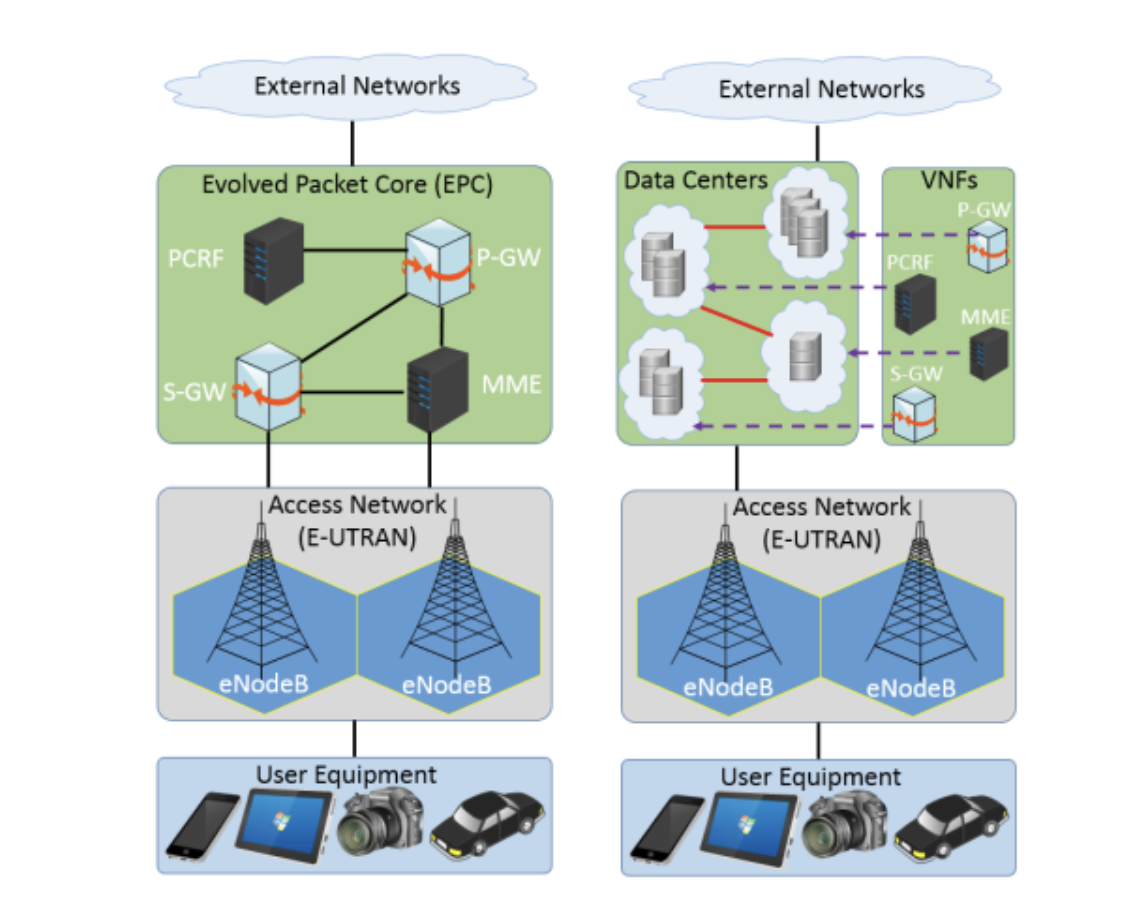 External Networks
Evolved Packet Core (EPC)
PCRF
P-GW
S-GW
MME
Access Network
(E-UTRAN)
eNodeB
eNodeB
User Equipment
External Networks
Data Centers
VNFs
P-GW
PCRF
MME
S-GW
Access Network
(E-UTRAN)
eNodeB
eNodeB
User Equipment